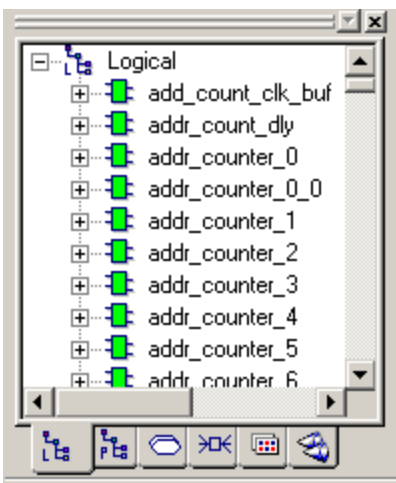 Logical
add_count_clk_buf
addr_count_dly
addr_counter_0
addr_counter_0_0
addr_counter_1
addr_counter_2
addr_counter_3
addr_counter_4
addr_counter_5
addr_counter_6